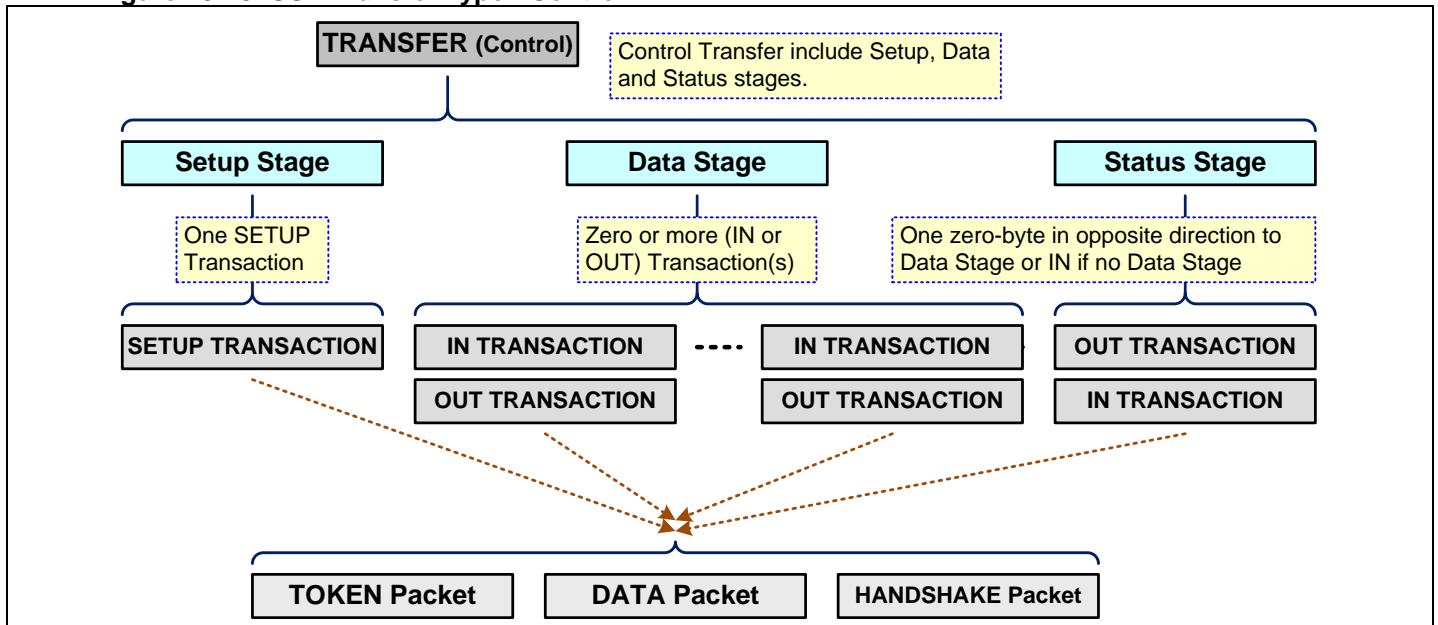 TRANSFER (Control)
Control Transfer include Setup, Data
and Status stages.
Setup Stage
Data Stage
Status Stage
One SETUP
Transaction
Zero or more (IN or
OUT) Transaction(s)
One zero-byte in opposite direction to
Data Stage or IN if no Data Stage
SETUP TRANSACTION
IN TRANSACTION
IN TRANSACTION
OUT TRANSACTION
OUT TRANSACTION
OUT TRANSACTION
IN TRANSACTION
TOKEN Packet
DATA Packet
HANDSHAKE Packet